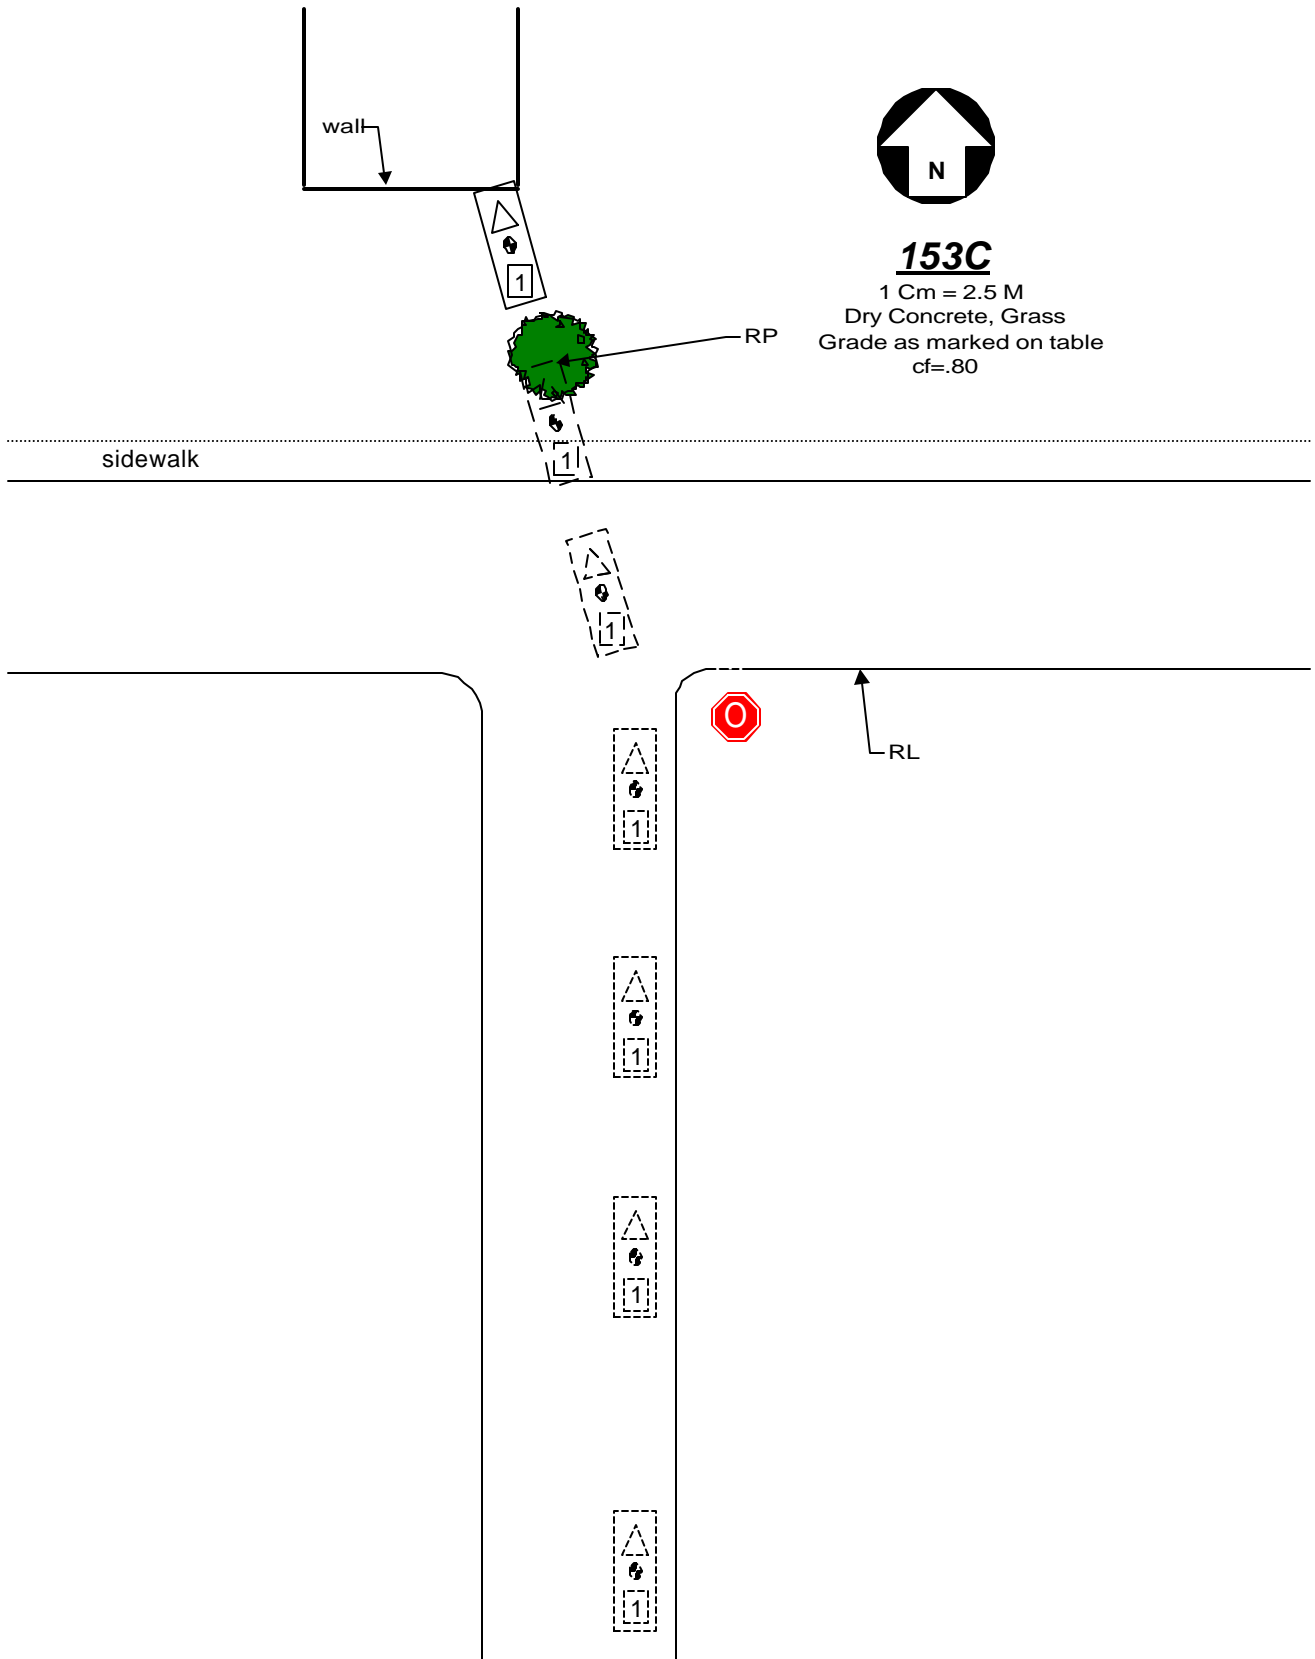 wall
N
153C
1 Cm = 2.5 M
Dry Concrete, Grass
Grade as marked on table
cf=.80
1
RP
sidewalk
1
1
O
RL
1
1
1
1